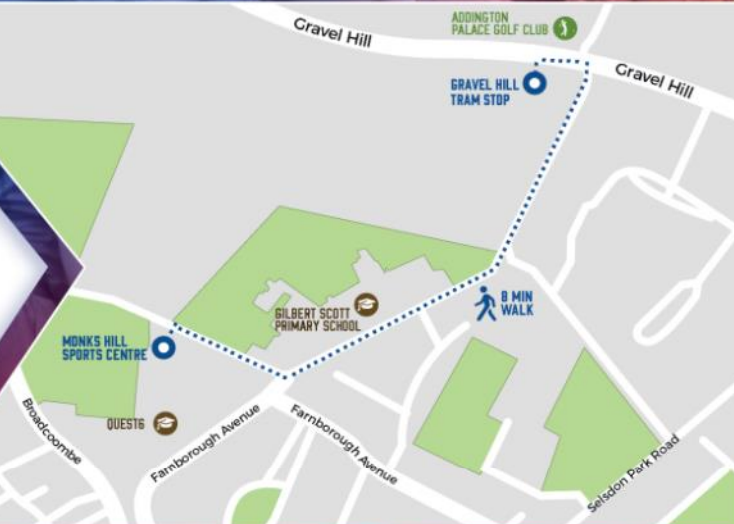 Gravel Hill
ADDINGTON
PALACE GOLF CLUB
Gravel Hill
GRAVEL HILL
TRAM STOP
8 MIN
WALK
GILBERT SCOTT
PRIMARY SCHOOL
MONKS HILL
SPORTS CENTRE
QUEST6
Broadcoombe
Farnborough Avenue
Farnborough Avenue
Selsdon Park Road